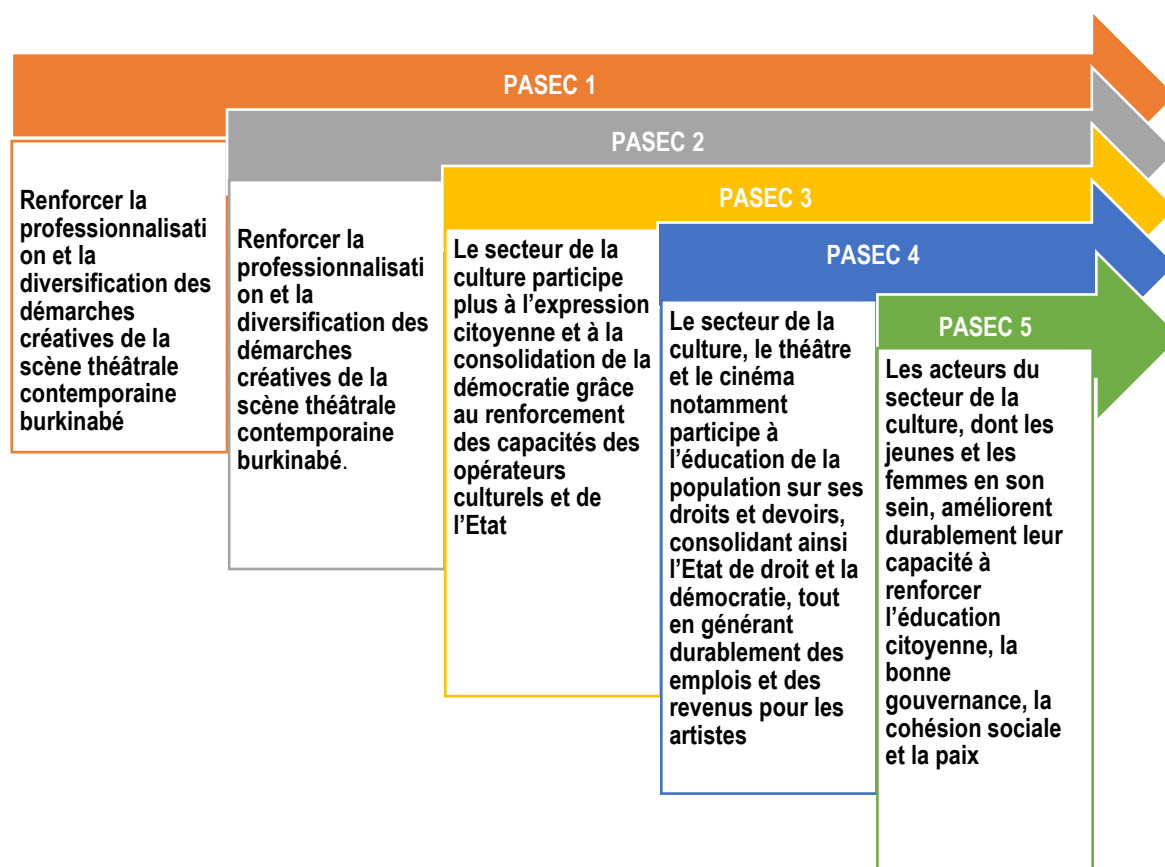 PASEC 1
Renforcer la
professionnalisati
on et la
diversification des
démarches
créatives de la
scène théâtrale
contemporaine
burkinabé
PASEC 2
Renforcer la
professionnalisati
on et la
diversification des
démarches
créatives de la
scène théâtrale
contemporaine
burkinabé.
PASEC 3
Le secteur de la
culture participe
plus à l’expression
citoyenne et à la
consolidation de la
démocratie grâce
au renforcement
des capacités des
opérateurs
culturels et de
l’Etat
PASEC 4
Le secteur de la
culture, le théâtre
et le cinéma
notamment
participe à
l’éducation de la
population sur ses
droits et devoirs,
consolidant ainsi
l’Etat de droit et la
démocratie, tout
en générant
durablement des
emplois et des
revenus pour les
artistes
PASEC 5
Les acteurs du
secteur de la
culture, dont les
jeunes et les
femmes en son
sein, améliorent
durablement leur
capacité à
renforcer
l’éducation
citoyenne, la
bonne
gouvernance, la
cohésion sociale
et la paix